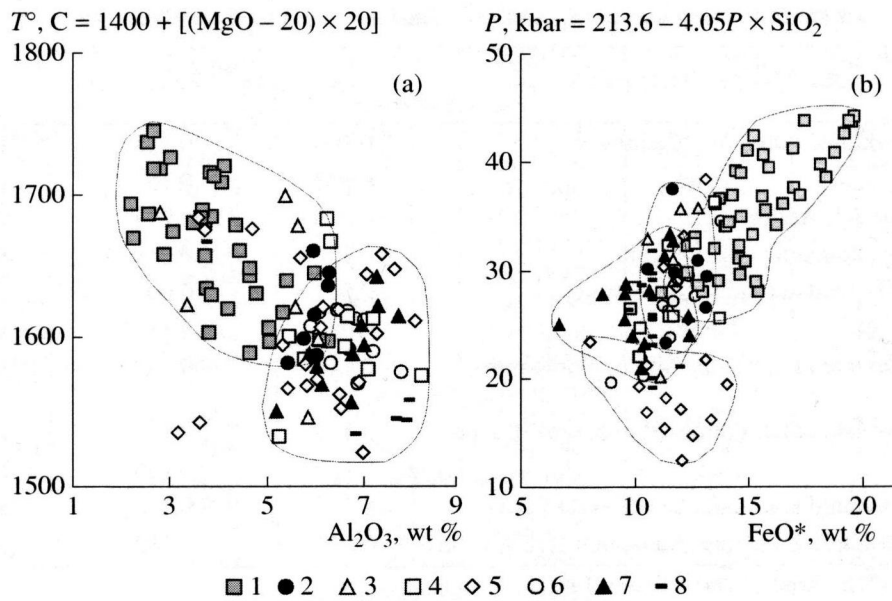 T°, C = 1400 + [(MgO – 20) × 20]
P, kbar = 213.6 – 4.05P × SiO₂
1800
1700
1600
1500
1
3
5
7
9
(a)
Al₂O₃, wt %
50
40
30
20
10
10
15
20
(b)
FeO*, wt %
1 2 3 4 5 6 7 8